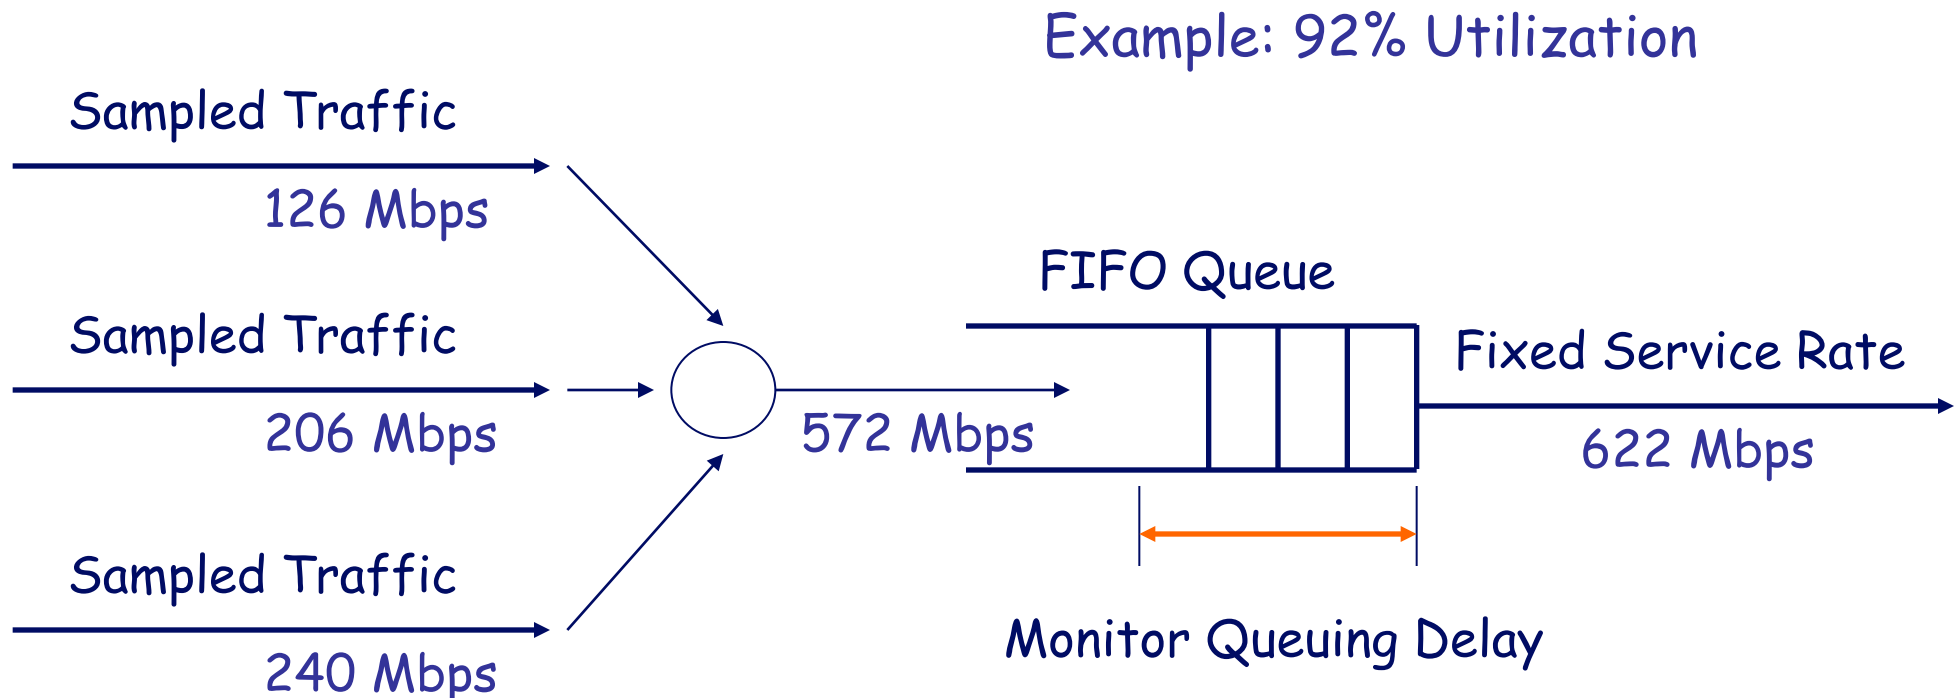 Example: 92% Utilization
Sampled Traffic
126 Mbps
FIFO Queue
Sampled Traffic
Fixed Service Rate
206 Mbps
572 Mbps
622 Mbps
Sampled Traffic
Monitor Queuing Delay
240 Mbps